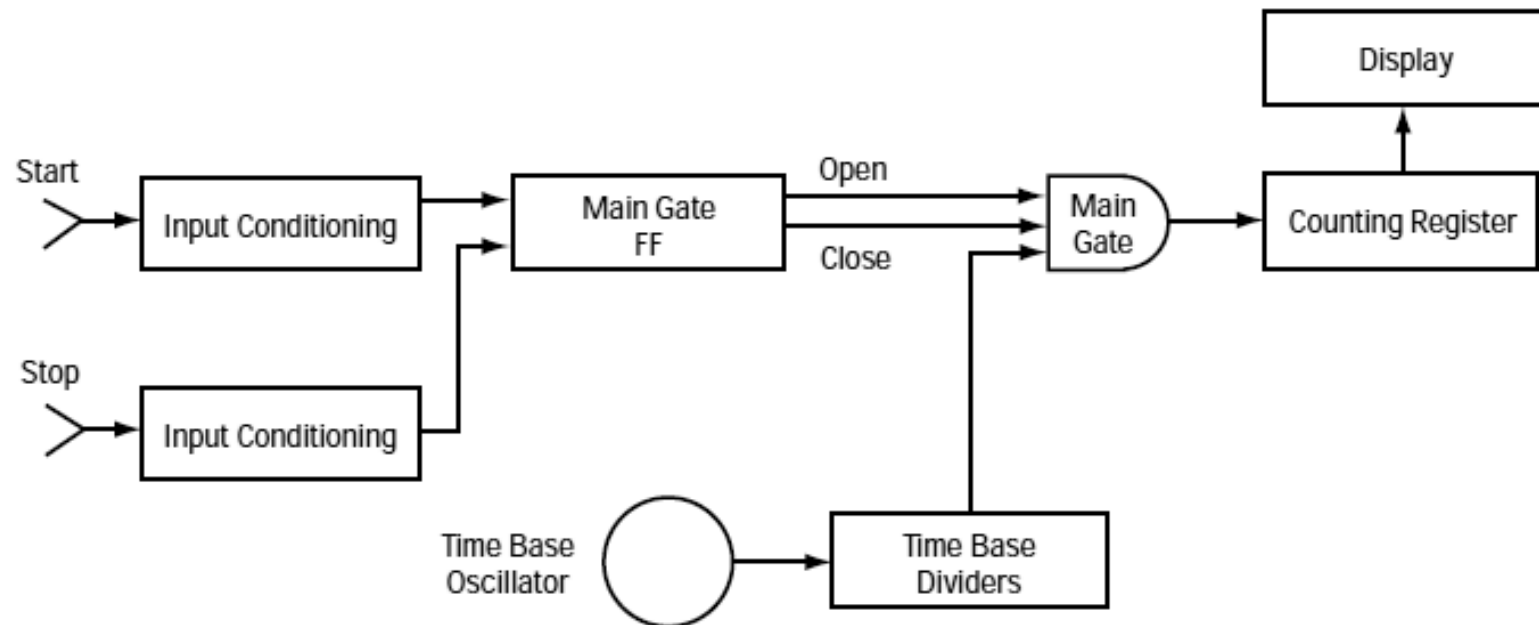 Display
Start
Input Conditioning
Main Gate
FF
Open
Close
Main
Gate
Counting Register
Stop
Input Conditioning
Time Base
Oscillator
Time Base
Dividers